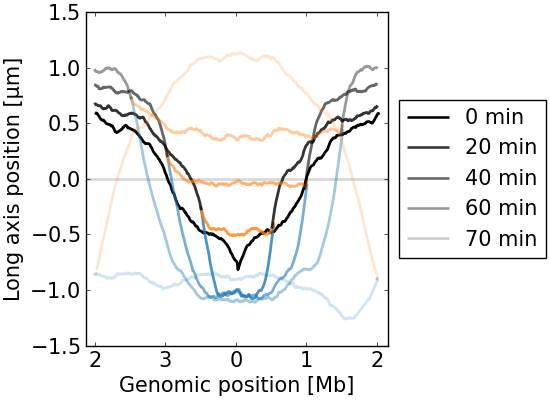 1.5
1.0
0.5
0.0
−0.5
−1.0
−1.5
Long axis position [μm]
2 3 0 1 2
Genomic position [Mb]
0 min
20 min
40 min
60 min
70 min